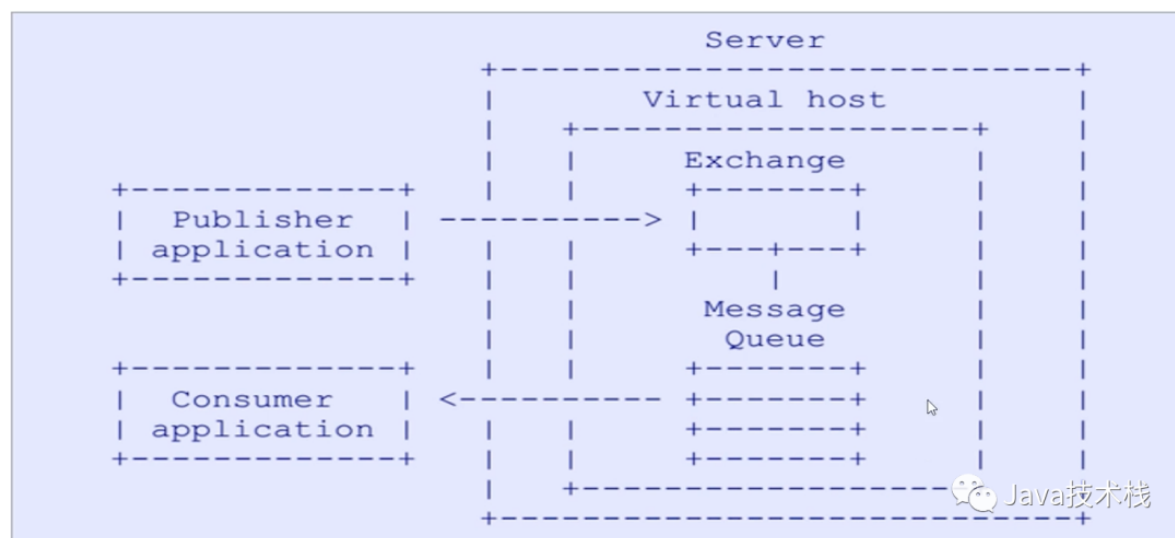 Server
Virtual host
Exchange
Publisher
application
Message
Queue
Consumer
application
Java技术栈